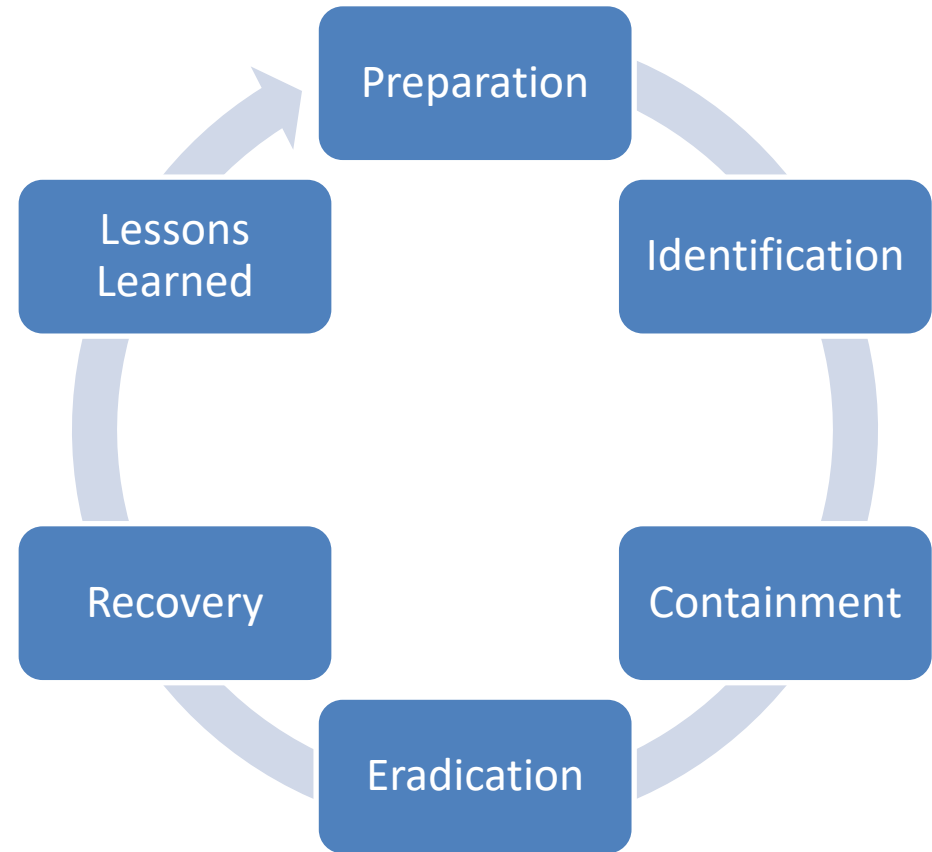 Preparation
Identification
Containment
Eradication
Recovery
Lessons
Learned